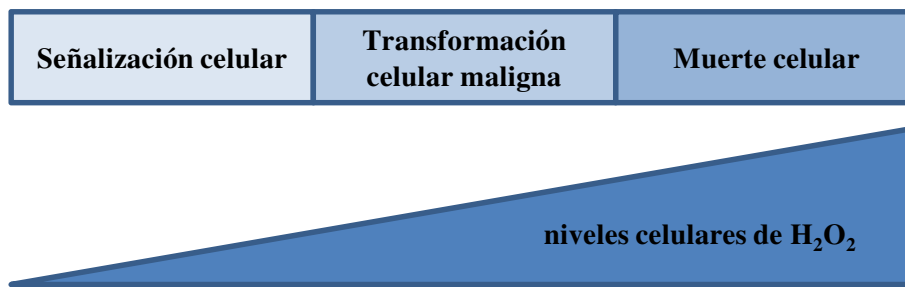 Señalización celular
Transformación
celular maligna
Muerte celular
niveles celulares de H₂O₂